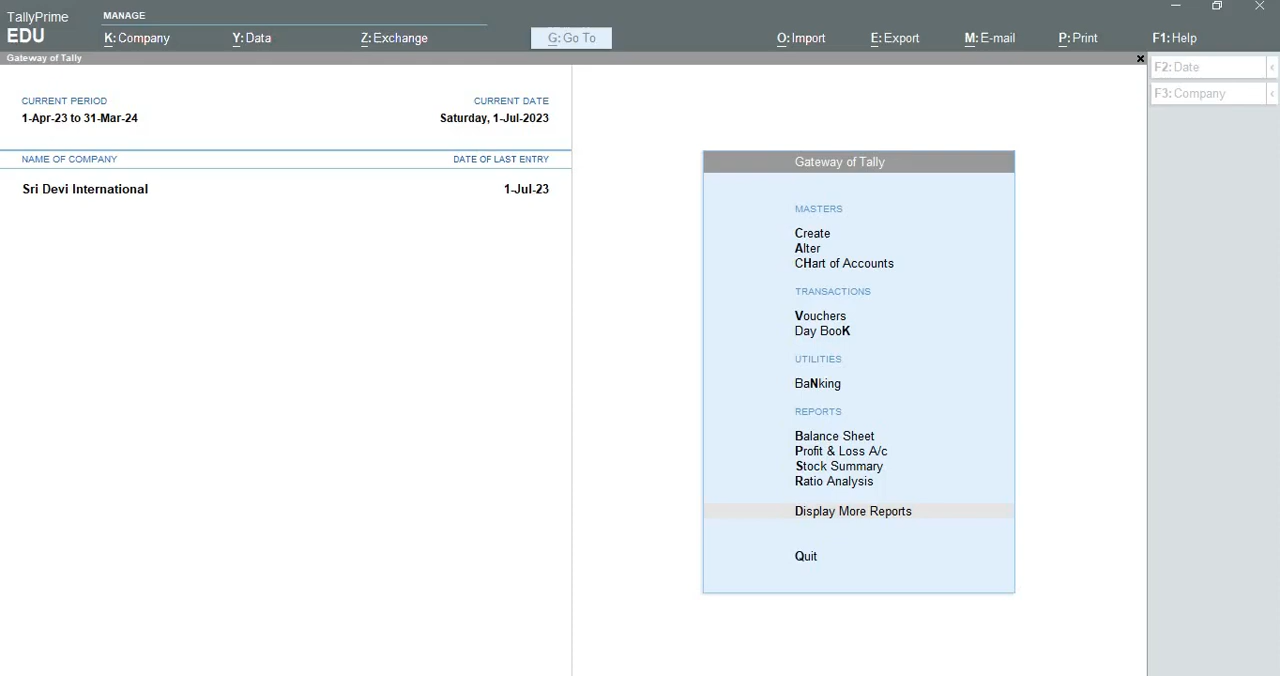 TallyPrime
EDU
MANAGE
K: Company
Y: Data
Z: Exchange
G: Go To
O: Import
E: Export
M: E-mail
P: Print
F1: Help
Gateway of Tally
F2: Date
F3: Company
CURRENT PERIOD
CURRENT DATE
1-Apr-23 to 31-Mar-24
Saturday, 1-Jul-2023
NAME OF COMPANY
DATE OF LAST ENTRY
Sri Devi International
1-Jul-23
Gateway of Tally
MASTERS
Create
Alter
CHart of Accounts
TRANSACTIONS
Vouchers
Day BooK
UTILITIES
BaNking
REPORTS
Balance Sheet
Profit & Loss A/c
Stock Summary
Ratio Analysis
Display More Reports
Quit